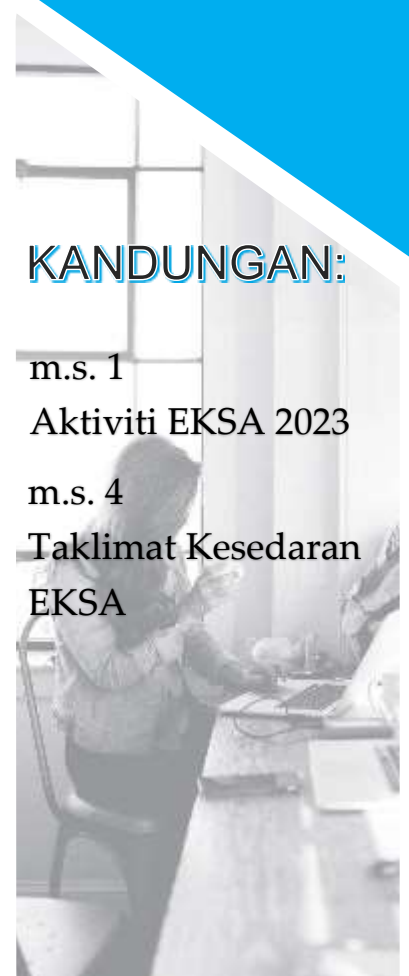 KANDUNGAN:
m.s. 1
Aktiviti EKSA 2023
m.s. 4
Taklimat Kesedaran
EKSA